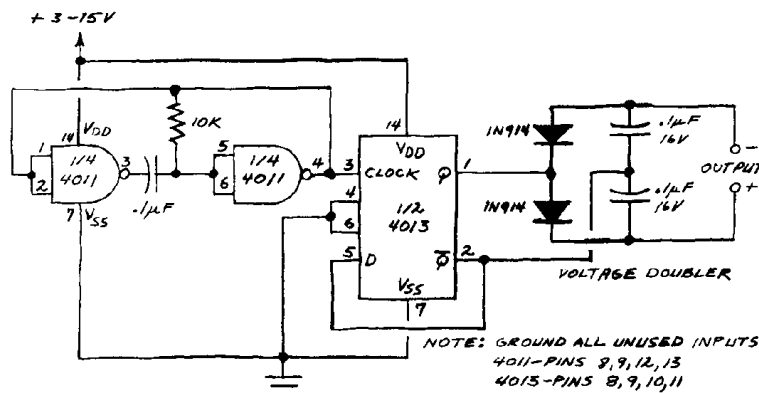 + 3-15V
14
VDD
1
2
1/4
4011
3
7
VSS
.1µF
10K
5
6
1/4
4011
4
14
VDD
3
CLOCK
Q
1
4
6
1/2
4013
5
D
Q̅
2
VSS
7
1N914
1N914
.1µF
16V
.1µF
16V
−
OUTPUT
+
VOLTAGE DOUBLER
NOTE: GROUND ALL UNUSED INPUTS
4011-PINS 8,9,12,13
4013-PINS 8,9,10,11